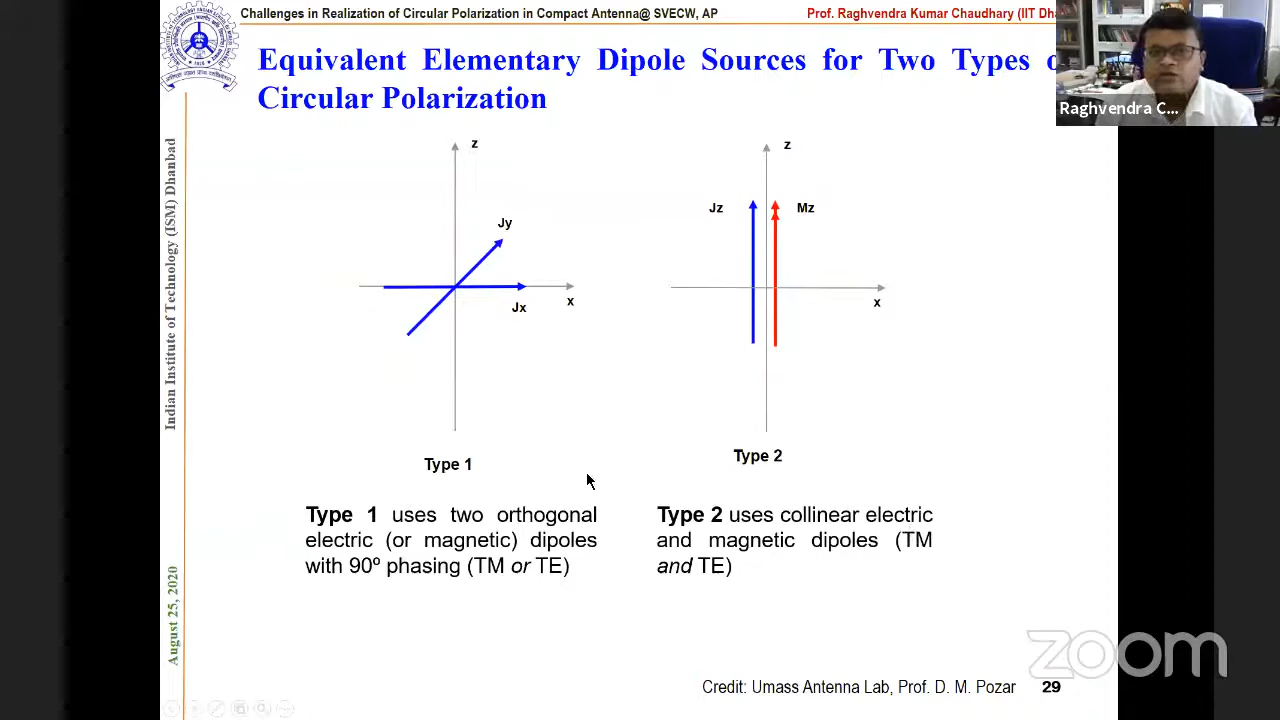 Challenges in Realization of Circular Polarization in Compact Antenna@ SVECW, AP
Prof. Raghvendra Kumar Chaudhary (IIT Dh
Equivalent Elementary Dipole Sources for Two Types o
Circular Polarization
Raghvendra C...
Indian Institute of Technology (ISM) Dhanbad
August 25, 2020
z
Jy
Jx
x
Type 1
z
Jz
Mz
x
Type 2
Type 1 uses two orthogonal
electric (or magnetic) dipoles
with 90º phasing (TM or TE)
Type 2 uses collinear electric
and magnetic dipoles (TM
and TE)
zoom
Credit: Umass Antenna Lab, Prof. D. M. Pozar
29